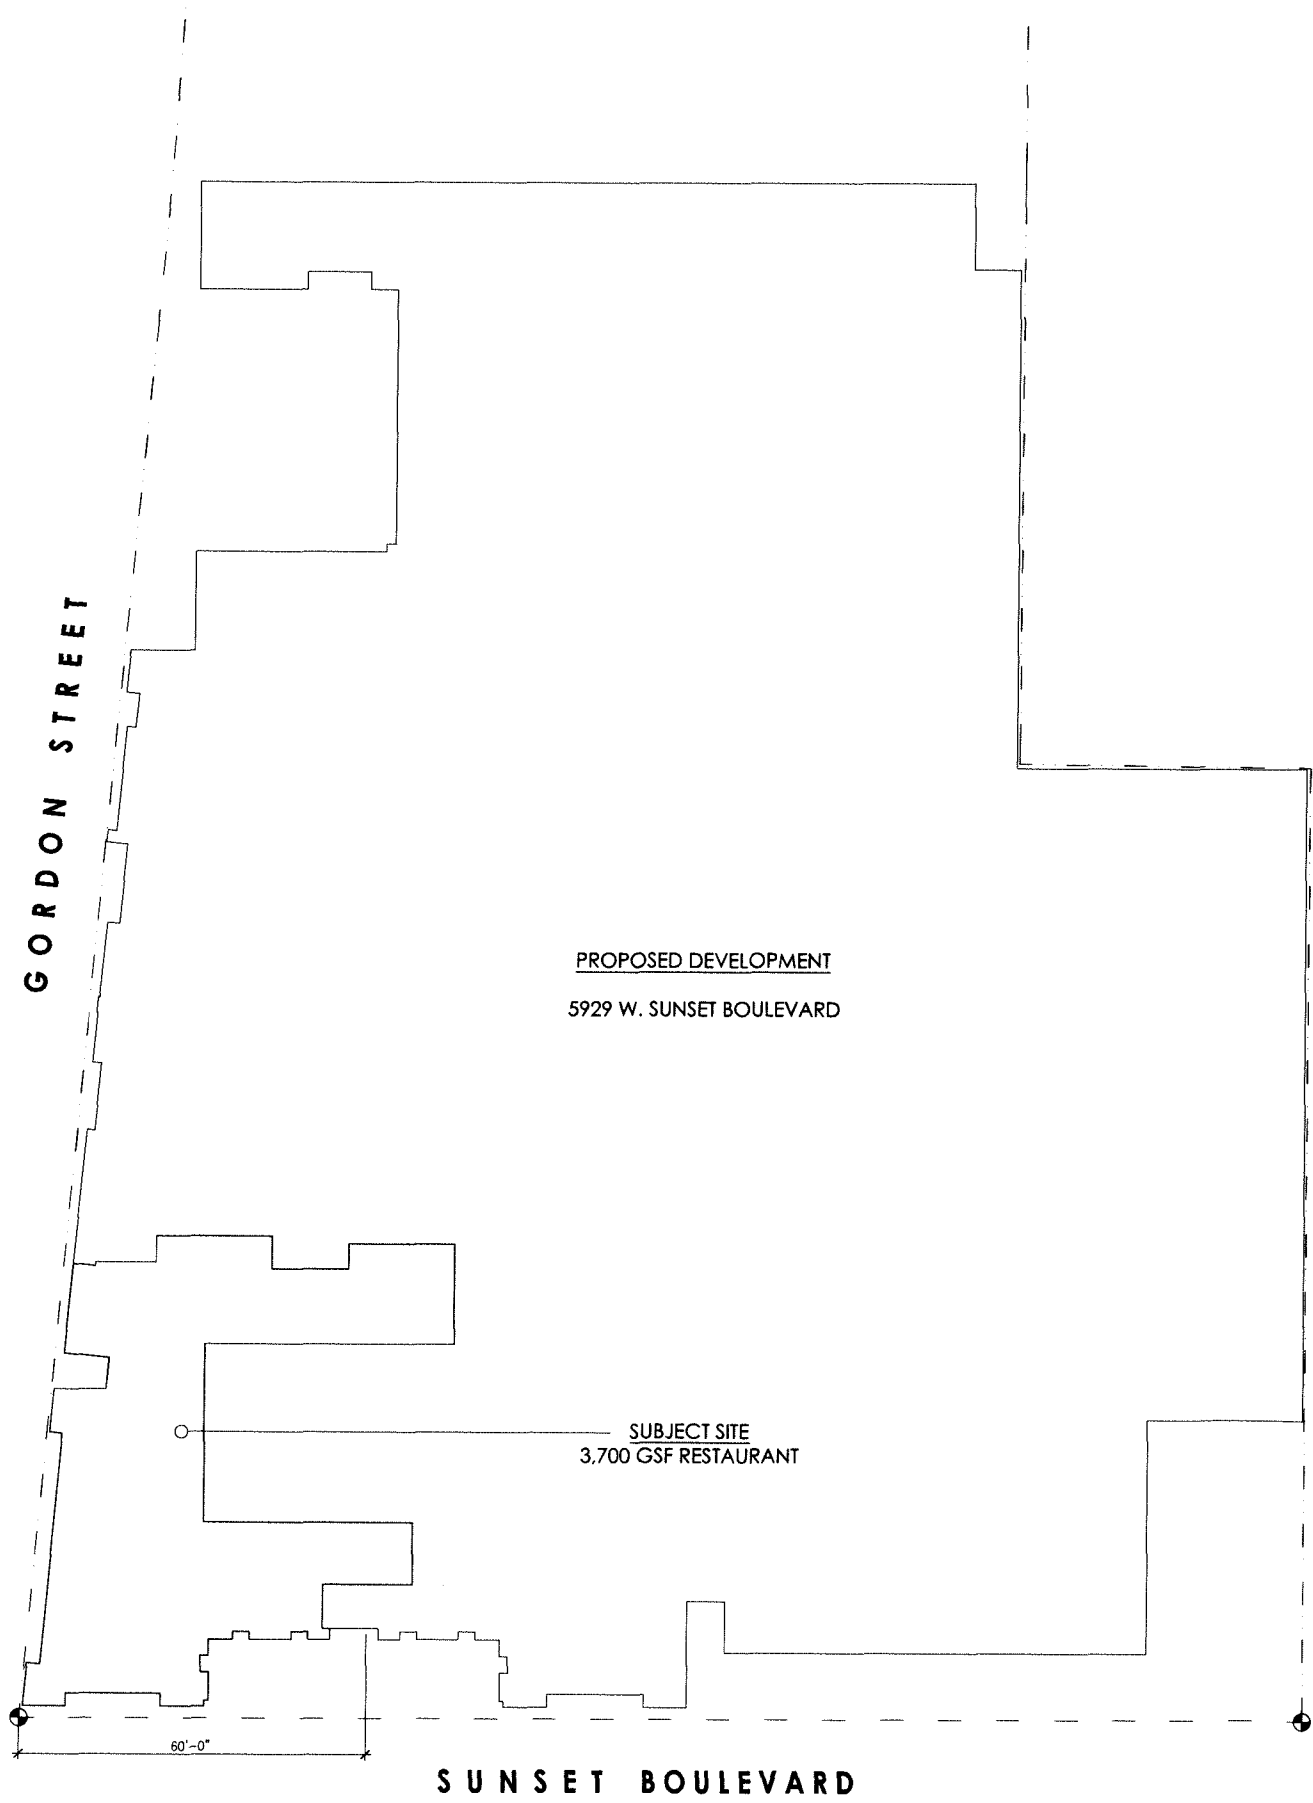 GORDON STREET
PROPOSED DEVELOPMENT
5929 W. SUNSET BOULEVARD
SUBJECT SITE
3,700 GSF RESTAURANT
60'-0"
SUNSET BOULEVARD